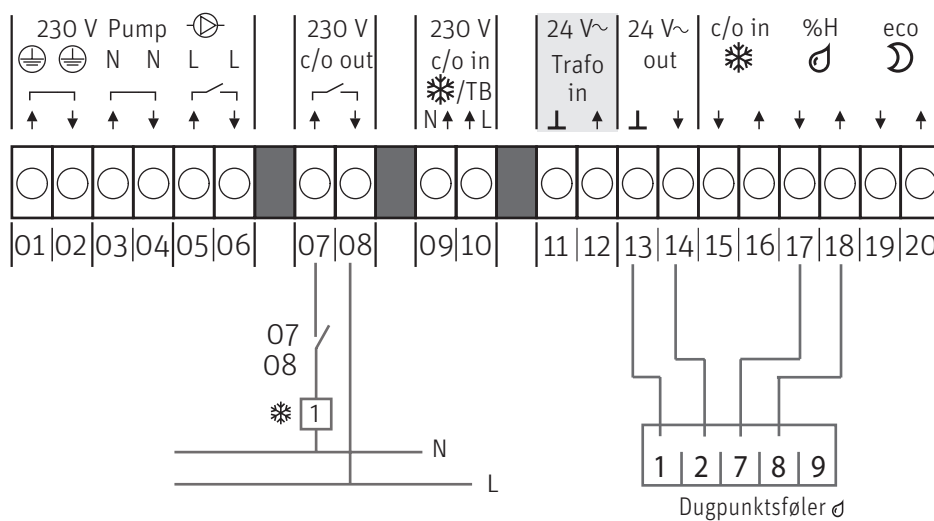 230 V Pump 230 V 230 V 24 V~ 24 V~ c/o in %H eco
N N L L c/o out c/o in Trafo out
/TB in
N L
01 02 03 04 05 06 07 08 09 10 11 12 13 14 15 16 17 18 19 20
07
08
1
N
L
1 2 7 8 9
Dugpunktsføler